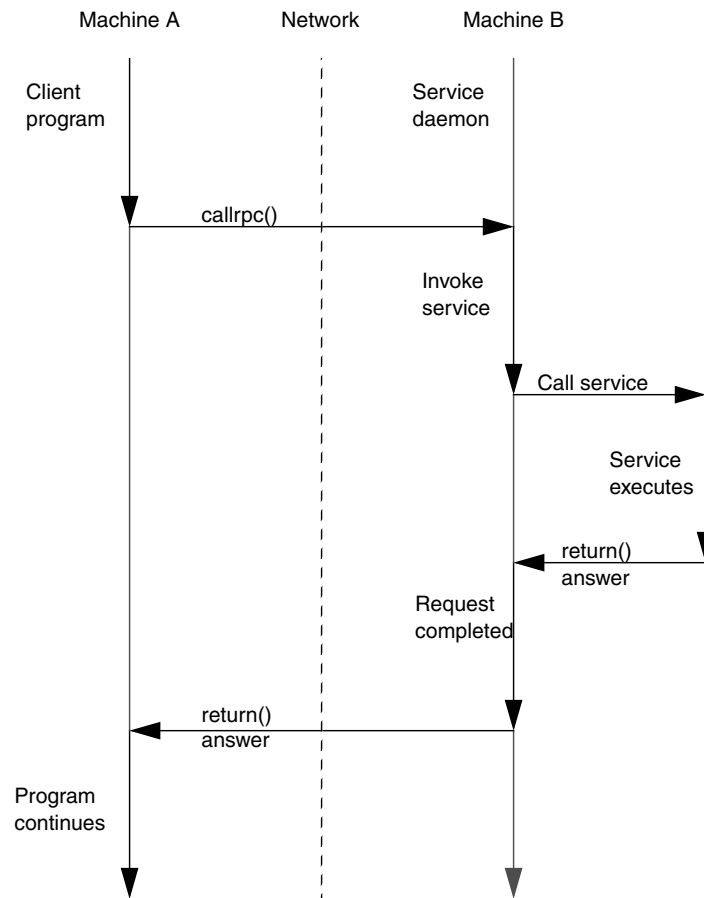 Machine A
Network
Machine B
Client
program
Service
daemon
callrpc()
Invoke
service
Call service
Service
executes
return()
answer
Request
completed
return()
answer
Program
continues